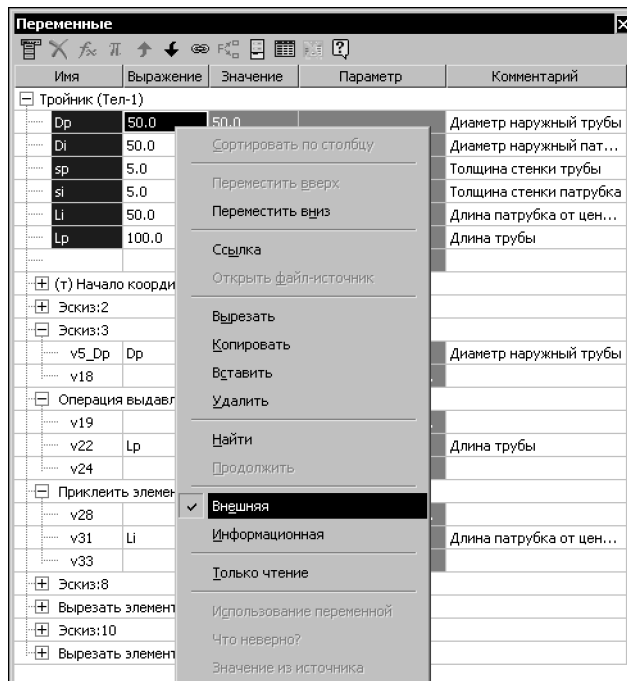 Переменные
Имя Выражение Значение Параметр Комментарий
Тройник (Тел-1)
Dp 50.0 50.0 Диаметр наружный трубы
Di 50.0 Диаметр наружный пат...
sp 5.0 Толщина стенки трубы
si 5.0 Толщина стенки патрубка
Li 50.0 Длина патрубка от цен...
Lp 100.0 Длина трубы
(т) Начало коорди
Эскиз:2
Эскиз:3
v5_Dp Dp Диаметр наружный трубы
v18
Операция выдавл
v19
v22 Lp Длина трубы
v24
Приклеить элемен
v28
v31 Li Длина патрубка от цен...
v33
Эскиз:8
Вырезать элемент
Эскиз:10
Вырезать элемент
Сортировать по столбцу
Переместить вверх
Переместить вниз
Ссылка
Открыть файл-источник
Вырезать
Копировать
Вставить
Удалить
Найти
Продолжить
Внешняя
Информационная
Только чтение
Использование переменной
Что неверно?
Значение из источника